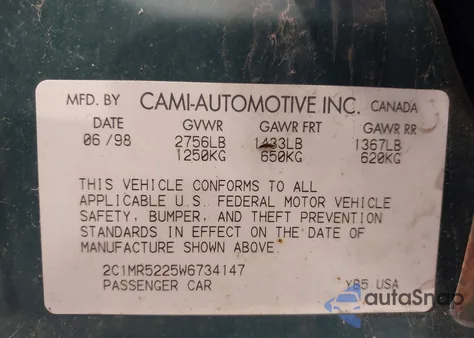 MFD. BY CAMI-AUTOMOTIVE INC. CANADA
DATE GVWR GAWR FRT GAWR RR
06/98 2756LB 1433LB 1367LB
1250KG 650KG 620KG
THIS VEHICLE CONFORMS TO ALL
APPLICABLE U.S. FEDERAL MOTOR VEHICLE
SAFETY, BUMPER, AND THEFT PREVENTION
STANDARDS IN EFFECT ON THE DATE OF
MANUFACTURE SHOWN ABOVE.
2C1MR5225W6734147
PASSENGER CAR YB5 USA
autaSnap